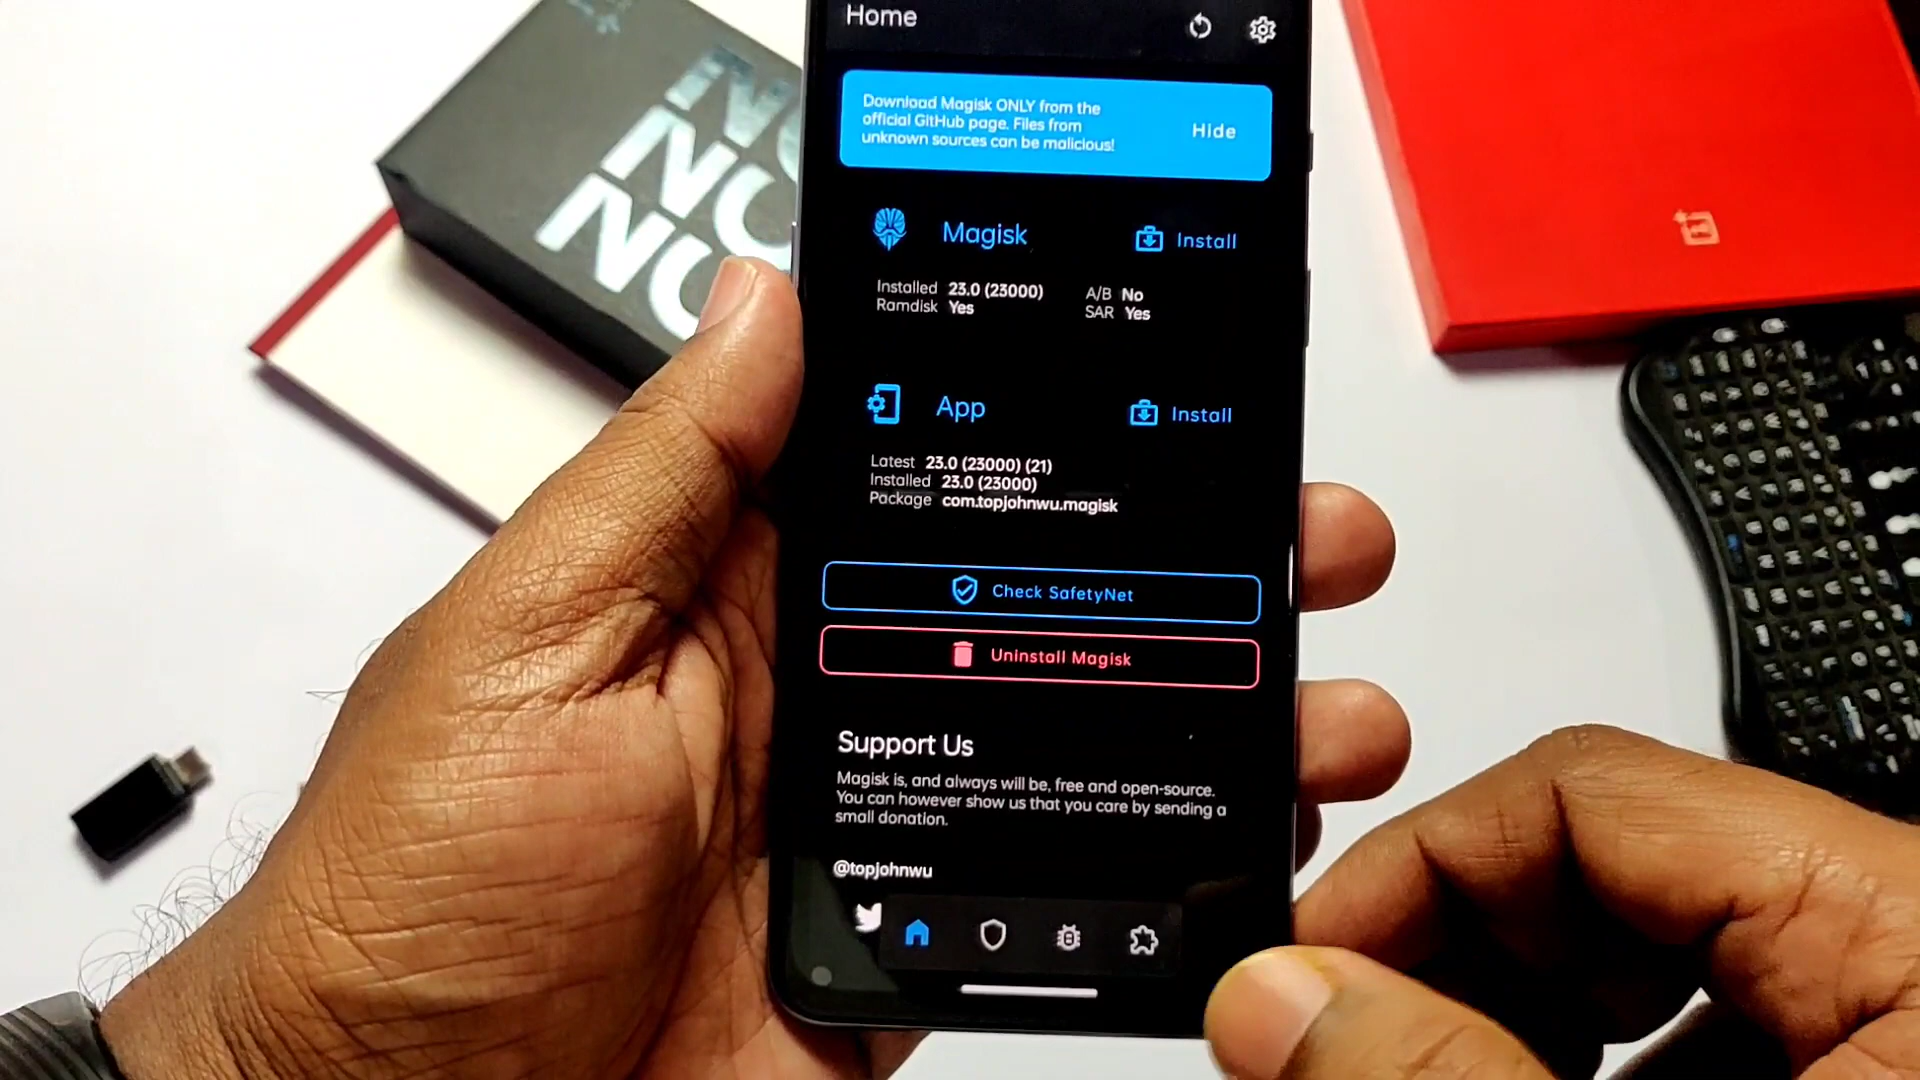 Home
Download Magisk ONLY from the
official GitHub page. Files from
unknown sources can be malicious!
Hide
Magisk
Install
Installed 23.0 (23000)
A/B No
Ramdisk Yes
SAR Yes
App
Install
Latest 23.0 (23000) (21)
Installed 23.0 (23000)
Package com.topjohnwu.magisk
Check SafetyNet
Uninstall Magisk
Support Us
Magisk is, and always will be, free and open-source.
You can however show us that you care by sending a
small donation.
@topjohnwu